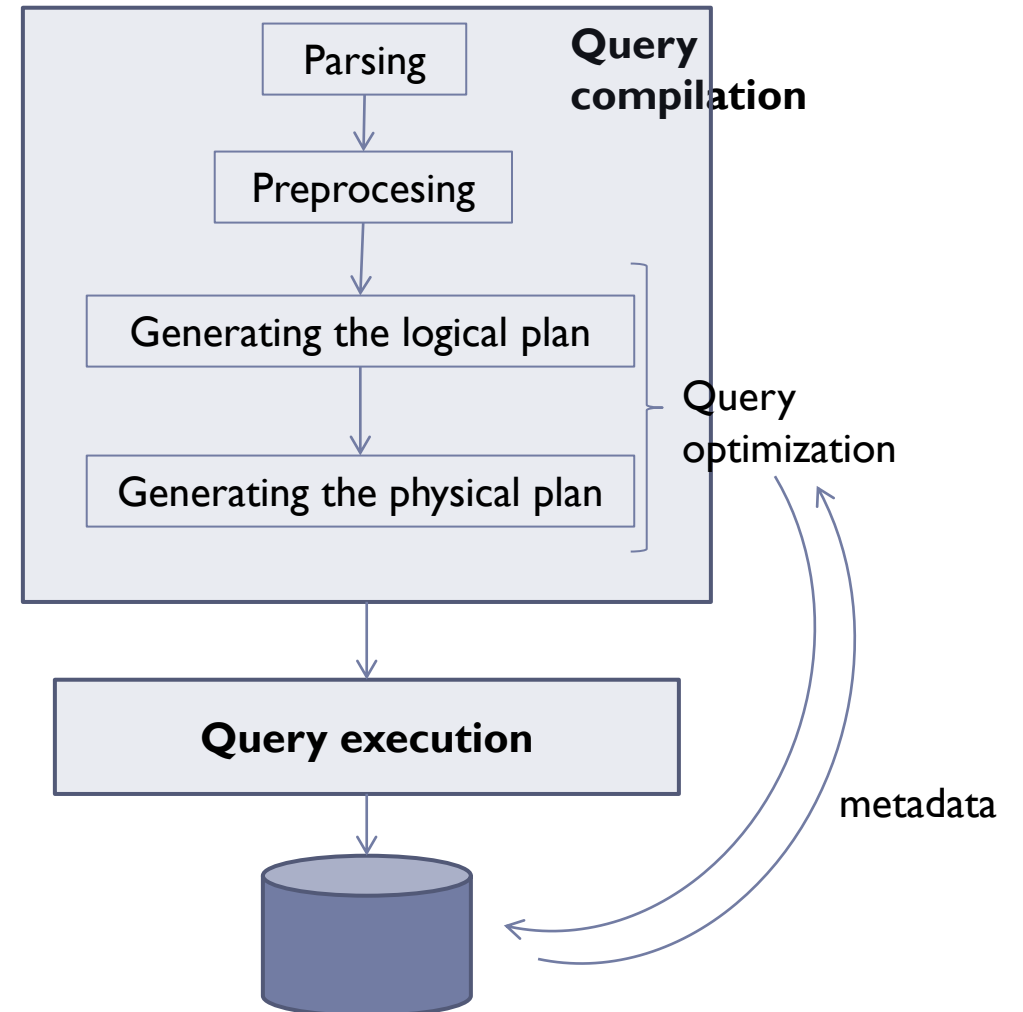 Parsing
Query
compilation
Preprocesing
Generating the logical plan
Query
optimization
Generating the physical plan
Query execution
metadata